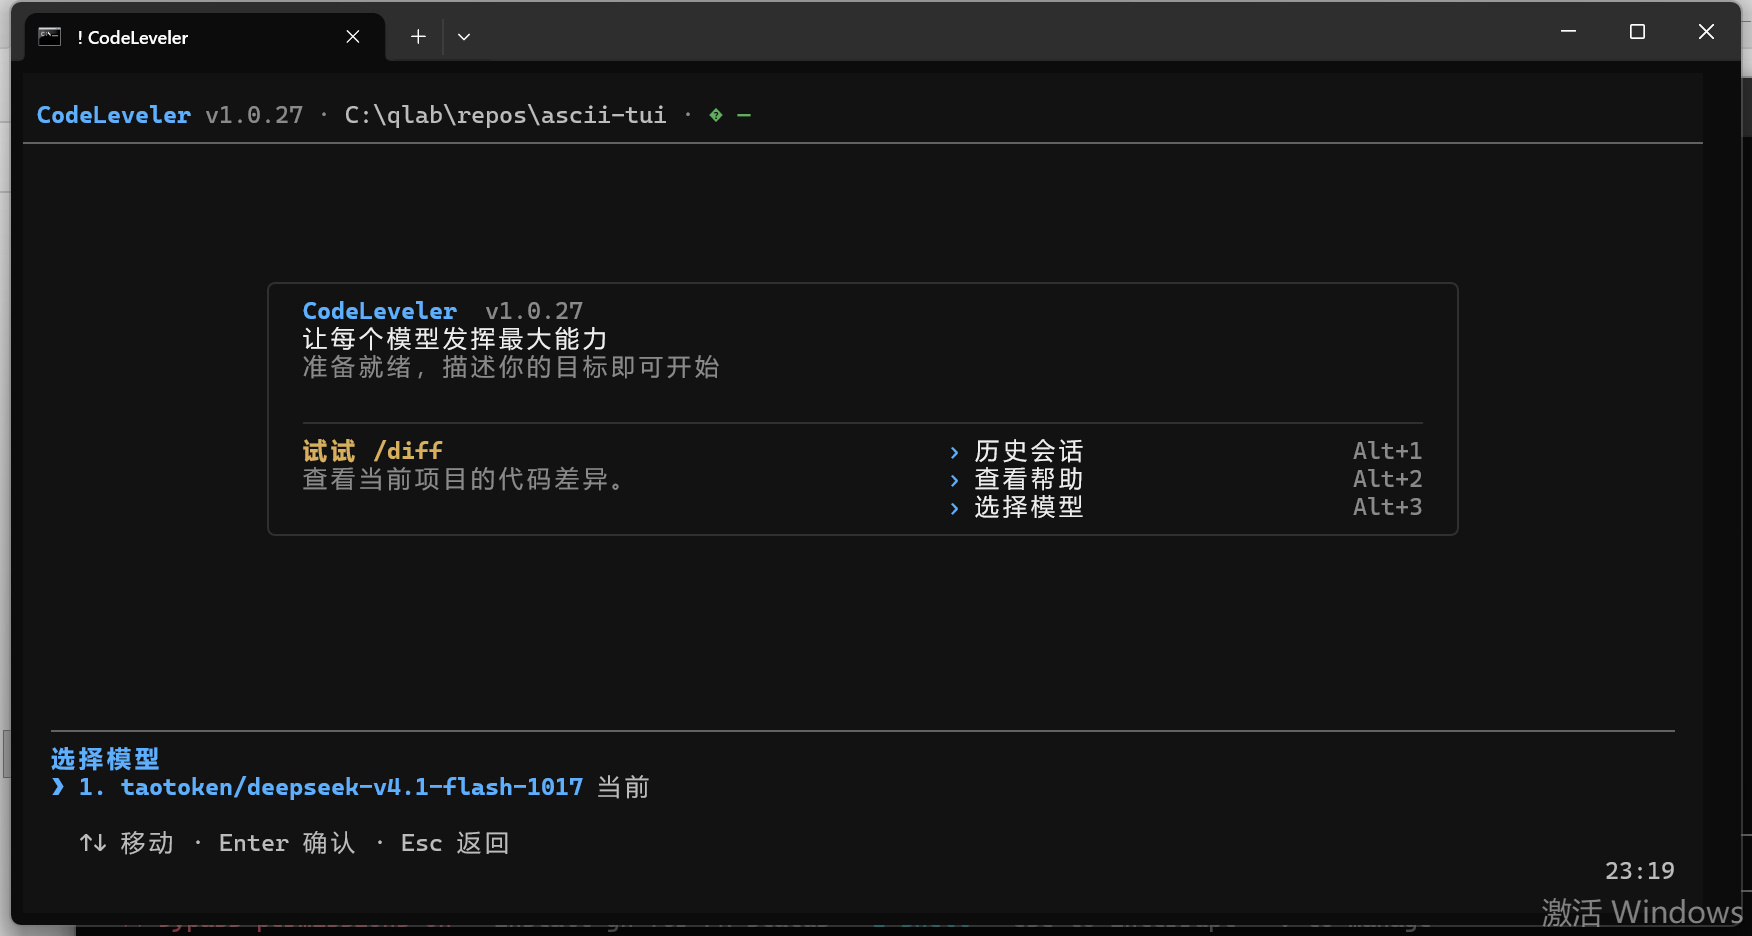 ! CodeLeveler
CodeLeveler v1.0.27 · C:\qlab\repos\ascii-tui · � —
CodeLeveler v1.0.27
让每个模型发挥最大能力
准备就绪，描述你的目标即可开始
试试 /diff
查看当前项目的代码差异。
› 历史会话 Alt+1
› 查看帮助 Alt+2
› 选择模型 Alt+3
选择模型
❯ 1. taotoken/deepseek-v4.1-flash-1017 当前
↑↓ 移动 · Enter 确认 · Esc 返回
23:19
激活 Windows